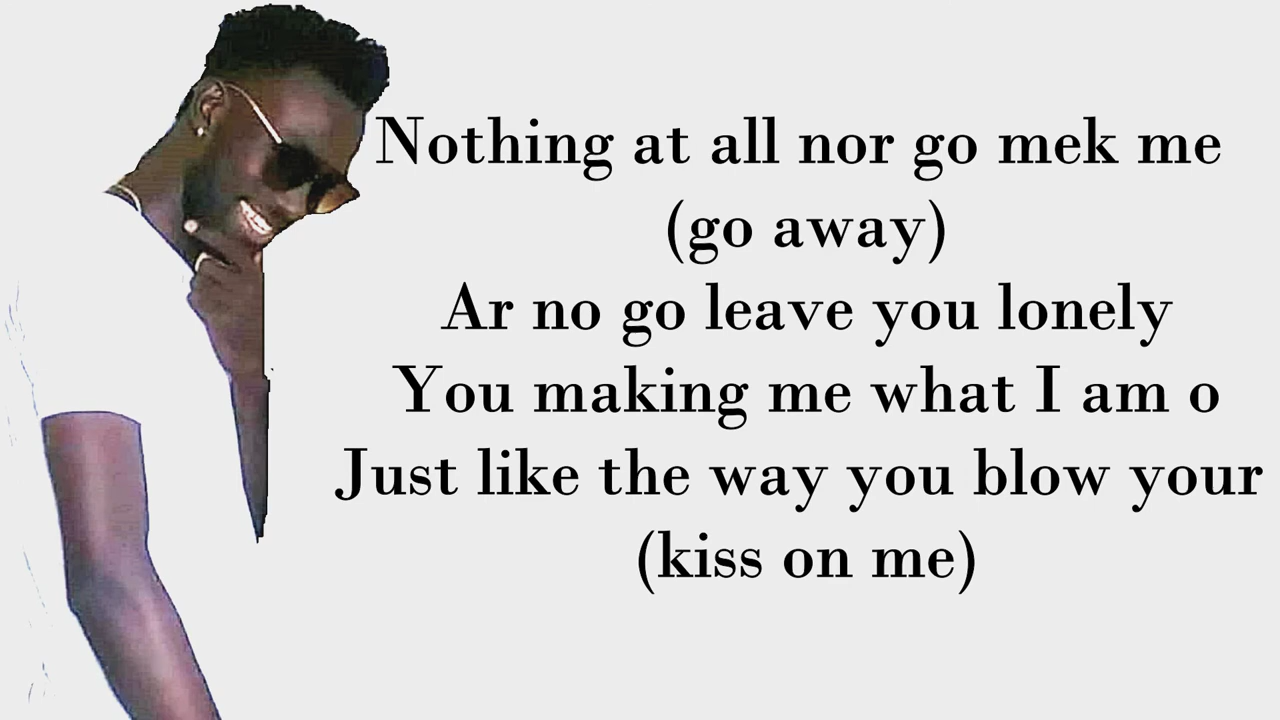 Nothing at all nor go mek me
(go away)
Ar no go leave you lonely
You making me what I am o
Just like the way you blow your
(kiss on me)